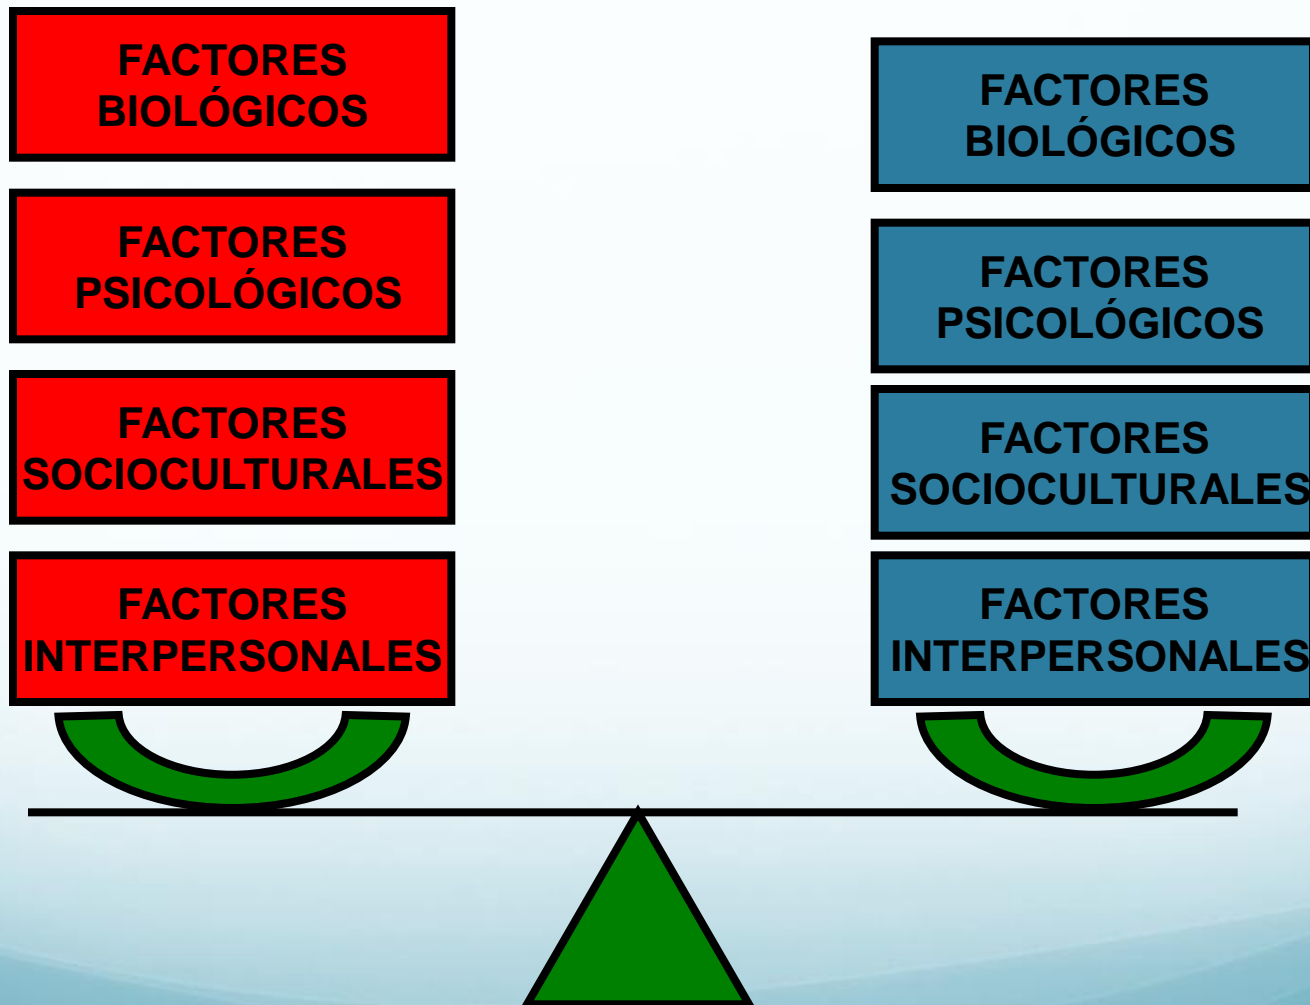 FACTORES
BIOLÓGICOS
FACTORES
PSICOLÓGICOS
FACTORES
SOCIOCULTURALES
FACTORES
INTERPERSONALES
FACTORES
BIOLÓGICOS
FACTORES
PSICOLÓGICOS
FACTORES
SOCIOCULTURALES
FACTORES
INTERPERSONALES